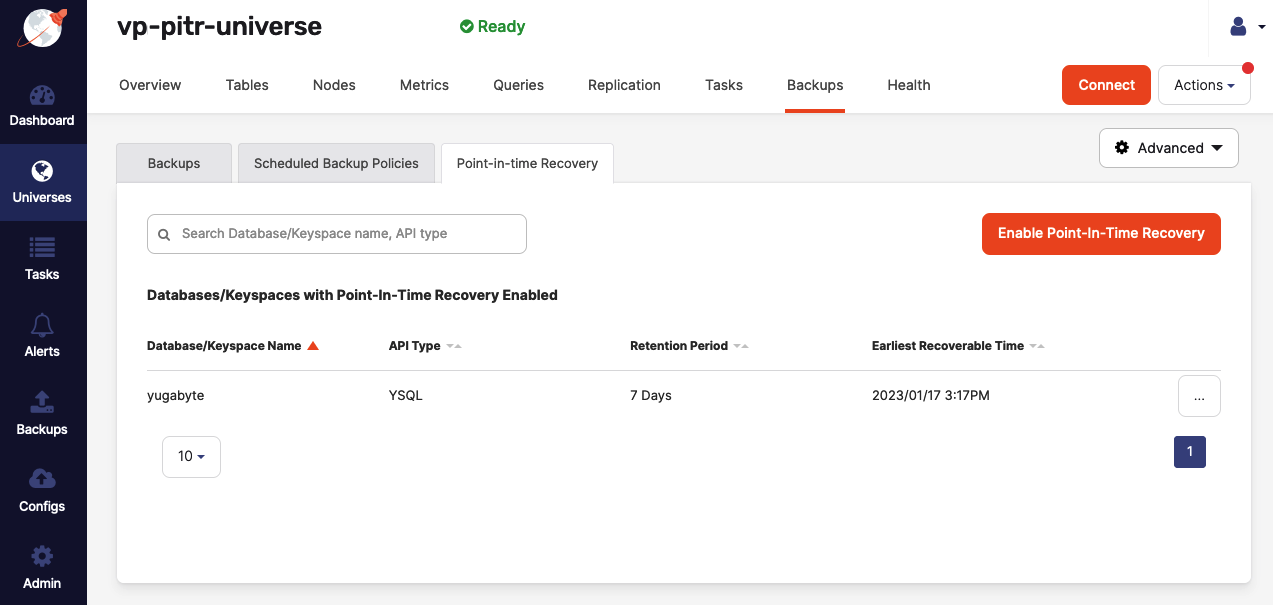 vp-pitr-universe
Ready
Overview Tables Nodes Metrics Queries Replication Tasks Backups Health Connect Actions
Dashboard
Universes
Tasks
Alerts
Backups
Configs
Admin
Backups Scheduled Backup Policies Point-in-time Recovery
Advanced
Search Database/Keyspace name, API type
Enable Point-In-Time Recovery
Databases/Keyspaces with Point-In-Time Recovery Enabled
Database/Keyspace Name API Type Retention Period Earliest Recoverable Time
yugabyte YSQL 7 Days 2023/01/17 3:17PM ...
10 1